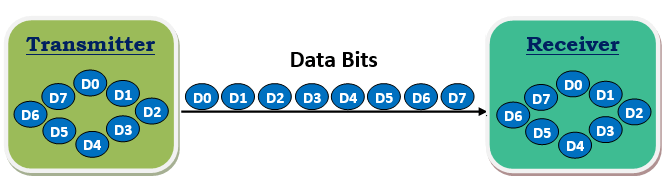 Transmitter
D0
D7 D1
D6 D2
D5 D3
D4
Data Bits
D0 D1 D2 D3 D4 D5 D6 D7
Receiver
D0
D7 D1
D6 D2
D5 D3
D4